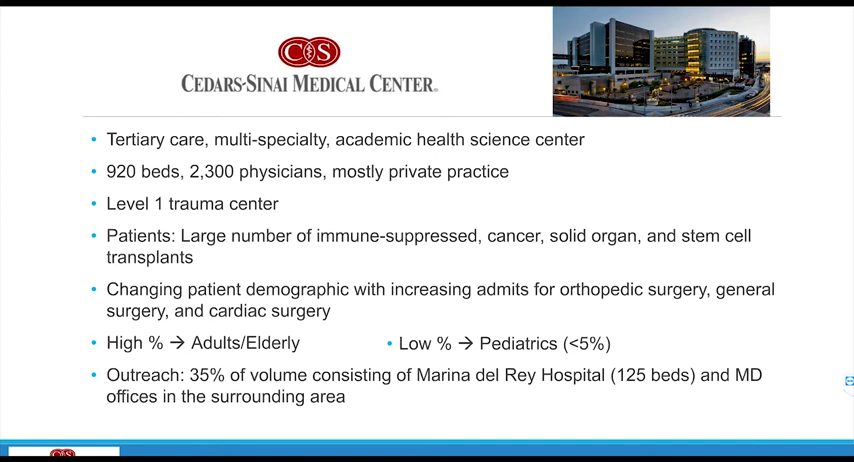 CS
CEDARS-SINAI MEDICAL CENTER®
• Tertiary care, multi-specialty, academic health science center
• 920 beds, 2,300 physicians, mostly private practice
• Level 1 trauma center
• Patients: Large number of immune-suppressed, cancer, solid organ, and stem cell
transplants
• Changing patient demographic with increasing admits for orthopedic surgery, general
surgery, and cardiac surgery
• High % → Adults/Elderly • Low % → Pediatrics (<5%)
• Outreach: 35% of volume consisting of Marina del Rey Hospital (125 beds) and MD
offices in the surrounding area
CS